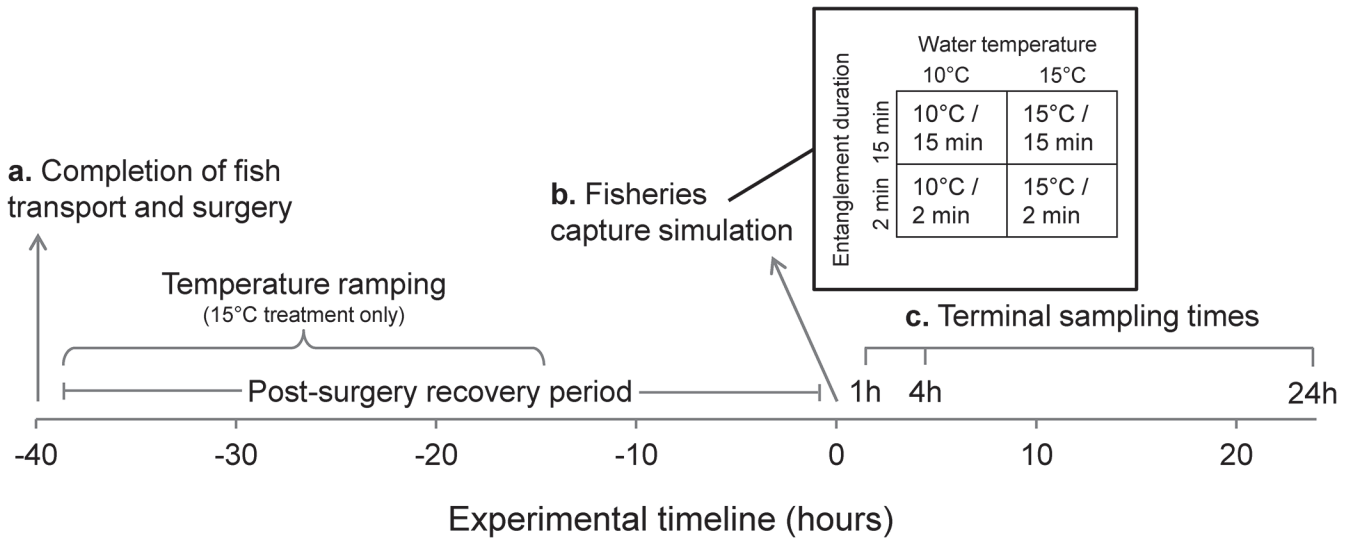 Water temperature
10°C 15°C
Entanglement duration
15 min
10°C / 15°C /
15 min 15 min
2 min
10°C / 15°C /
2 min 2 min
a. Completion of fish
transport and surgery
b. Fisheries
capture simulation
Temperature ramping
(15°C treatment only)
c. Terminal sampling times
Post-surgery recovery period
1h 4h 24h
-40 -30 -20 -10 0 10 20
Experimental timeline (hours)